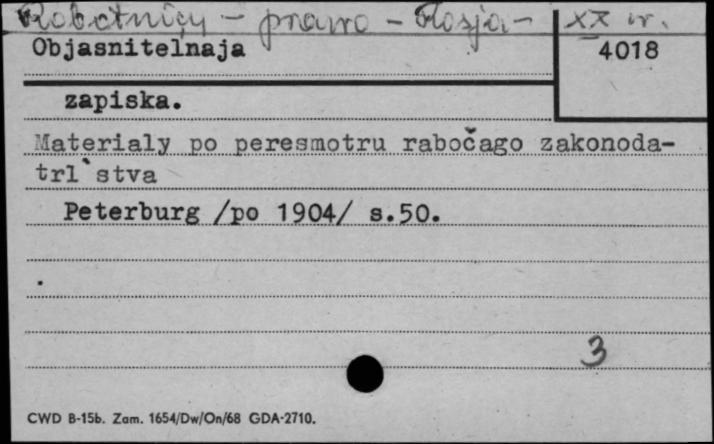 Robotnicy - prawo - Rosja - XX w.
Objasnitelnaja
4018
zapiska.
Materialy po peresmotru rabočago zakonoda-
trl`stva
Peterburg /po 1904/ s.50.
3
CWD B-15b. Zam. 1654/Dw/On/68 GDA-2710.